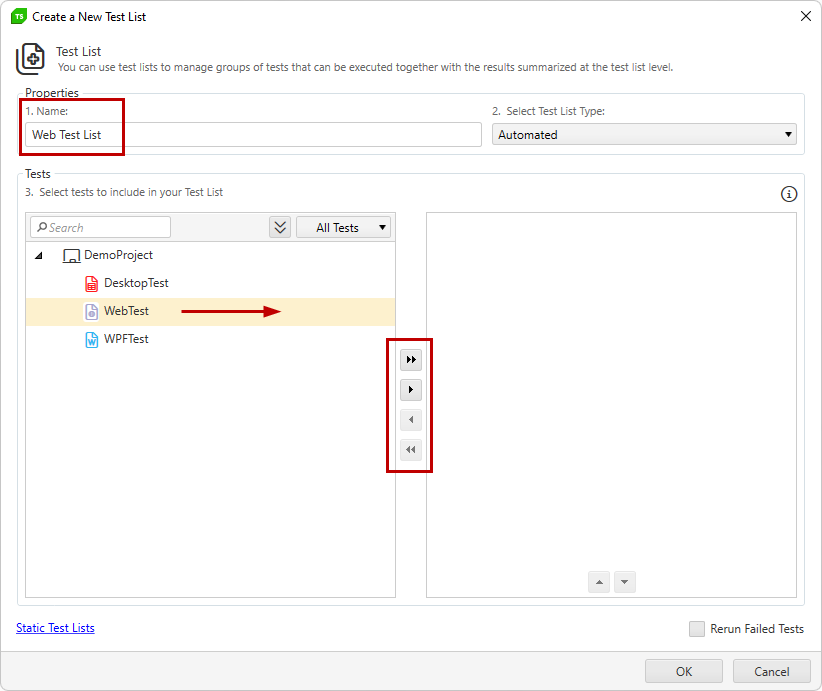 TS Create a New Test List
Test List
You can use test lists to manage groups of tests that can be executed together with the results summarized at the test list level.
Properties
1. Name:
2. Select Test List Type:
Web Test List
Automated
Tests
3. Select tests to include in your Test List
Search
All Tests
DemoProject
DesktopTest
WebTest
WPFTest
Static Test Lists
Rerun Failed Tests
OK
Cancel